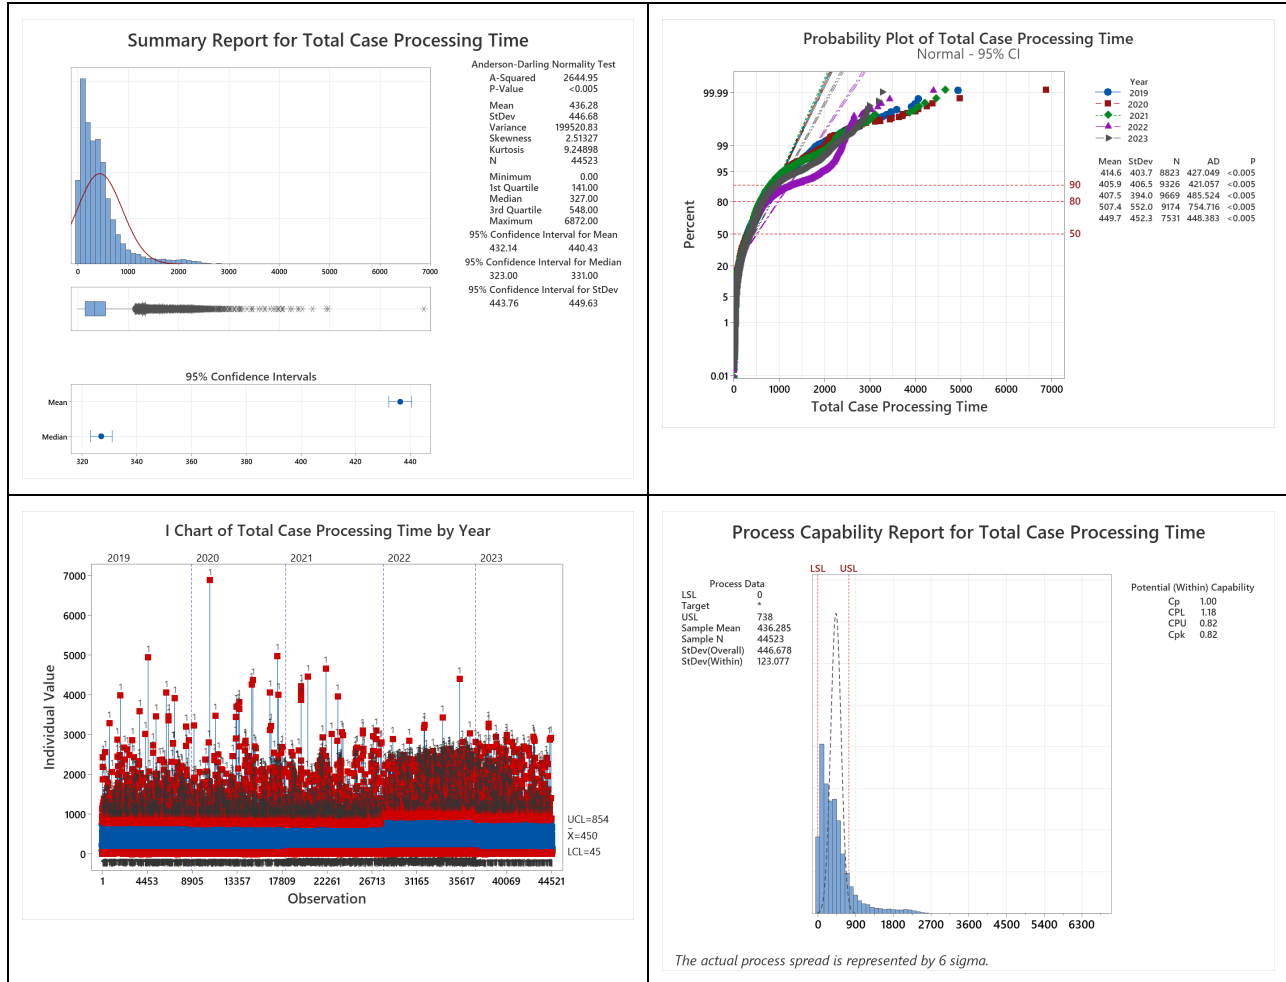 Summary Report for Total Case Processing Time
Anderson-Darling Normality Test
A-Squared 2644.95
P-Value <0.005
Mean 436.28
StDev 446.68
Variance 199520.83
Skewness 2.51327
Kurtosis 9.24898
N 44523
Minimum 0.00
1st Quartile 141.00
Median 327.00
3rd Quartile 548.00
Maximum 6872.00
95% Confidence Interval for Mean
432.14 440.43
95% Confidence Interval for Median
323.00 331.00
95% Confidence Interval for StDev
443.76 449.63
0 1000 2000 3000 4000 5000 6000 7000
95% Confidence Intervals
Mean
Median
320 340 360 380 400 420 440
Probability Plot of Total Case Processing Time
Normal - 95% CI
Percent
99.99
99
95
80
50
20
5
1
0.01
90
80
50
0 1000 2000 3000 4000 5000 6000 7000
Total Case Processing Time
Year
2019
2020
2021
2022
2023
Mean StDev N AD P
414.6 403.7 8823 427.049 <0.005
405.9 406.5 9326 421.057 <0.005
407.5 394.0 9669 485.524 <0.005
507.4 552.0 9174 754.716 <0.005
449.7 452.3 7531 448.383 <0.005
I Chart of Total Case Processing Time by Year
2019 2020 2021 2022 2023
Individual Value
7000
6000
5000
4000
3000
2000
1000
0
UCL=854
X̄=450
LCL=45
1 4453 8905 13357 17809 22261 26713 31165 35617 40069 44521
Observation
Process Capability Report for Total Case Processing Time
LSL USL
Process Data
LSL 0
Target *
USL 738
Sample Mean 436.285
Sample N 44523
StDev(Overall) 446.678
StDev(Within) 123.077
Potential (Within) Capability
Cp 1.00
CPL 1.18
CPU 0.82
Cpk 0.82
0 900 1800 2700 3600 4500 5400 6300
The actual process spread is represented by 6 sigma.